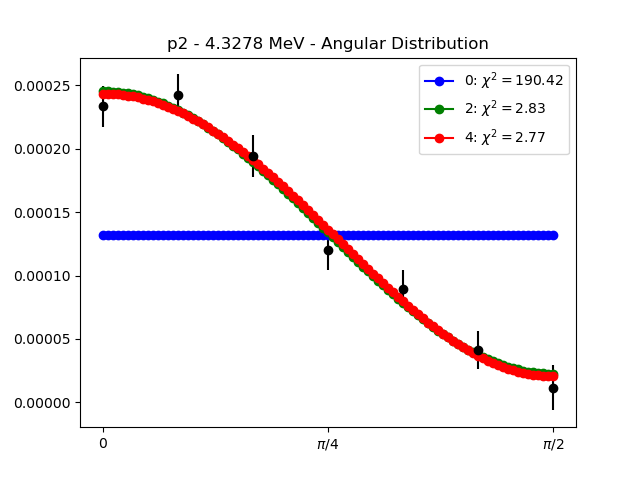 p2 - 4.3278 MeV - Angular Distribution
0: χ² = 190.42
2: χ² = 2.83
4: χ² = 2.77
0.00025
0.00020
0.00015
0.00010
0.00005
0.00000
0 π/4 π/2